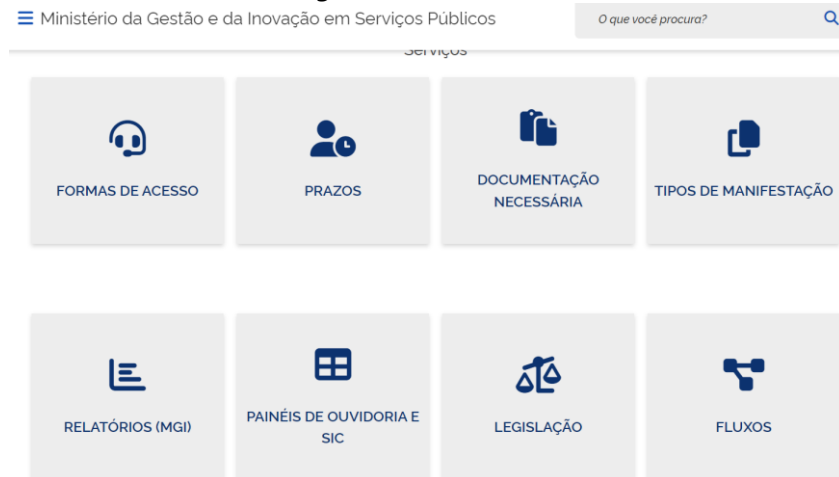 Ministério da Gestão e da Inovação em Serviços Públicos
O que você procura?
Serviços
FORMAS DE ACESSO
PRAZOS
DOCUMENTAÇÃO
NECESSÁRIA
TIPOS DE MANIFESTAÇÃO
RELATÓRIOS (MGI)
PAINÉIS DE OUVIDORIA E
SIC
LEGISLAÇÃO
FLUXOS